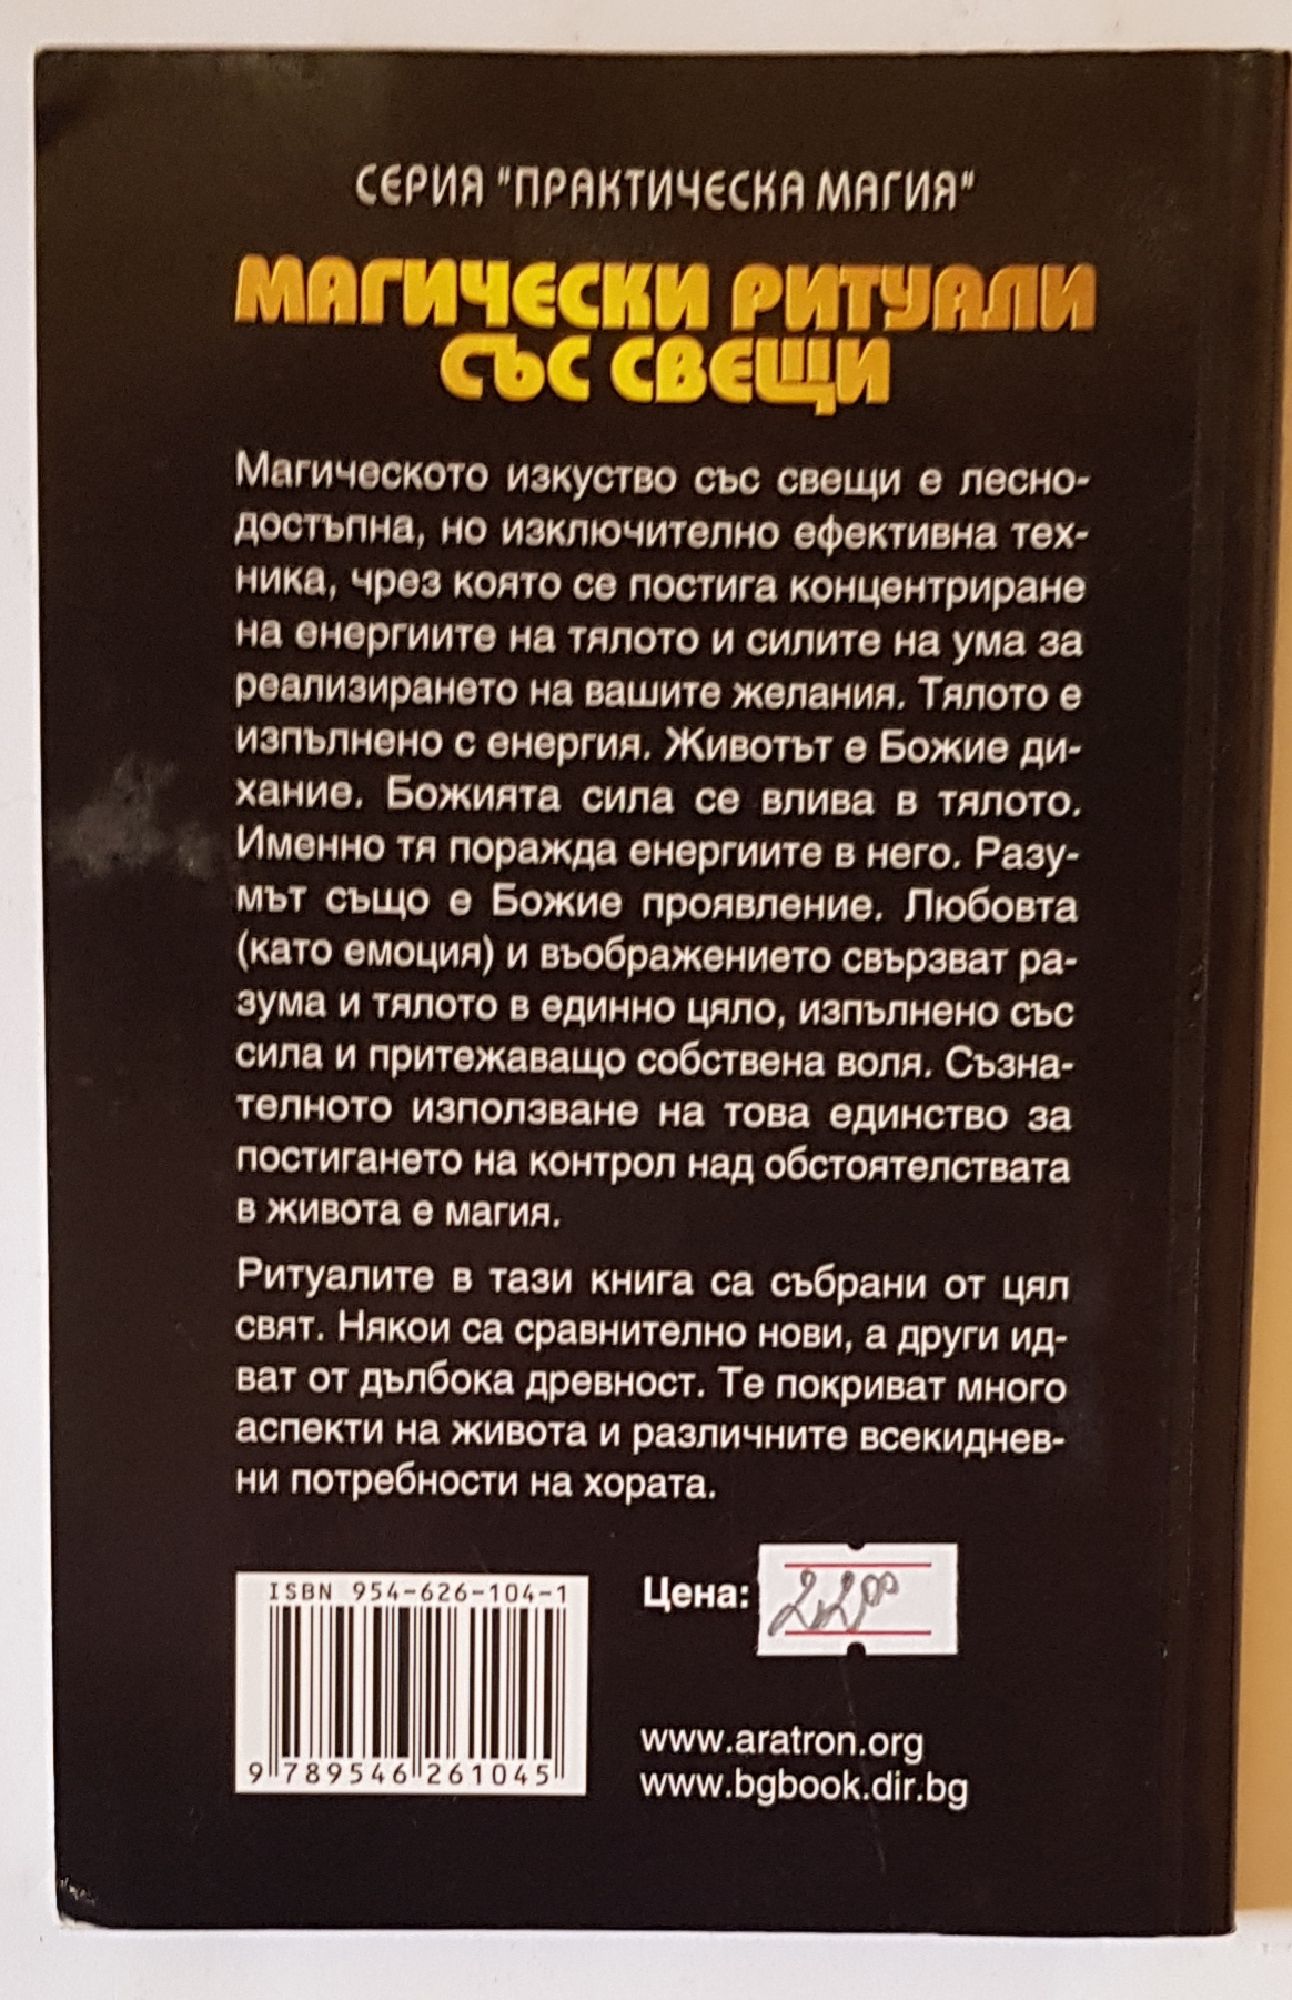 СЕРИЯ "ПРАКТИЧЕСКА МАГИЯ"
МАГИЧЕСКИ РИТУАЛИ
СЪС СВЕЩИ
Магическото изкуство със свещи е лесно-
достъпна, но изключително ефективна тех-
ника, чрез която се постига концентриране
на енергиите на тялото и силите на ума за
реализирането на вашите желания. Тялото е
изпълнено с енергия. Животът е Божие ди-
хание. Божията сила се влива в тялото.
Именно тя поражда енергиите в него. Разу-
мът също е Божие проявление. Любовта
(като емоция) и въображението свързват ра-
зума и тялото в единно цяло, изпълнено със
сила и притежаващо собствена воля. Съзна-
телното използване на това единство за
постигането на контрол над обстоятелствата
в живота е магия.
Ритуалите в тази книга са събрани от цял
свят. Някои са сравнително нови, а други ид-
ват от дълбока древност. Те покриват много
аспекти на живота и различните всекиднев-
ни потребности на хората.
ISBN 954-626-104-1
9 789546 261045
Цена: 22 00
www.aratron.org
www.bgbook.dir.bg